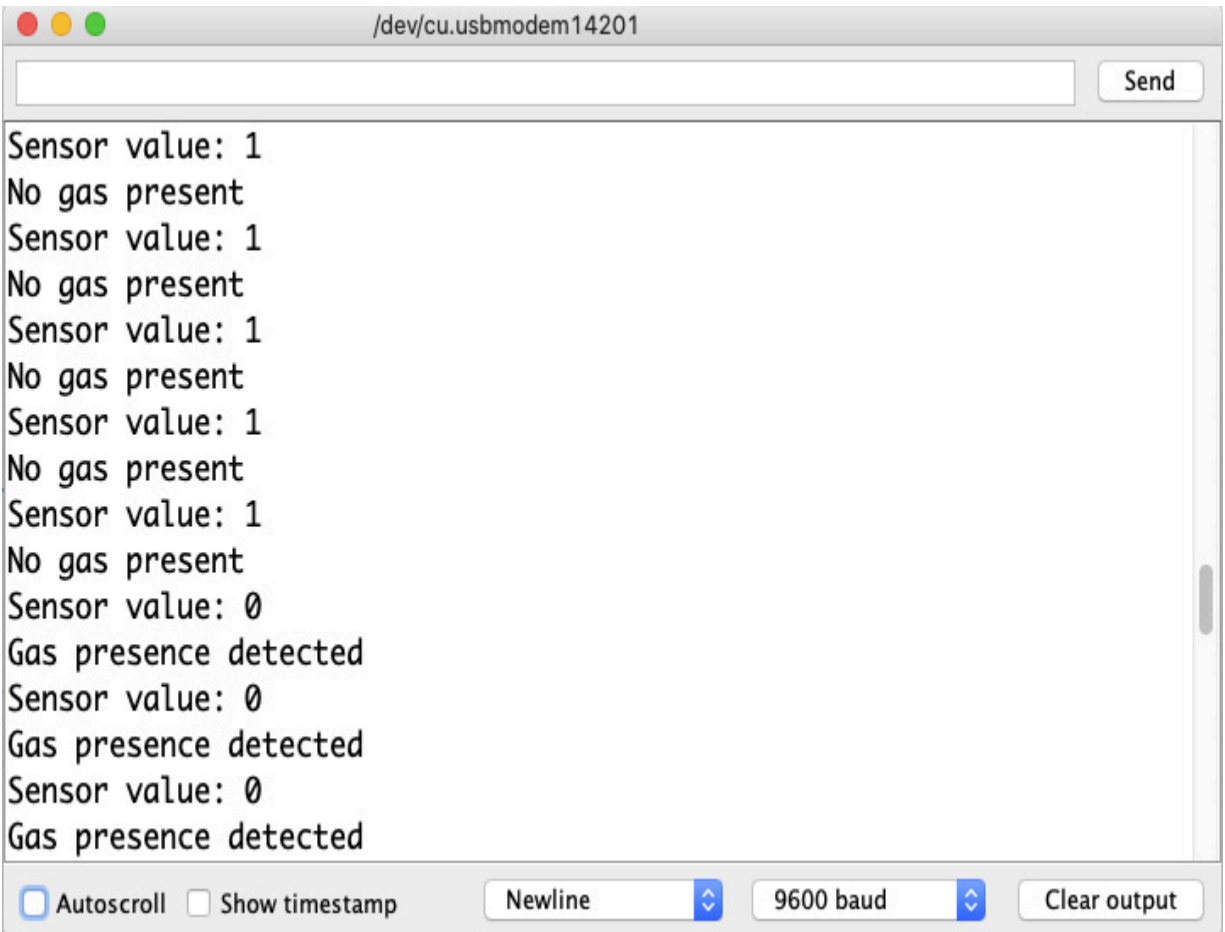 /dev/cu.usbmodem14201
Send
Sensor value: 1
No gas present
Sensor value: 1
No gas present
Sensor value: 1
No gas present
Sensor value: 1
No gas present
Sensor value: 1
No gas present
Sensor value: 0
Gas presence detected
Sensor value: 0
Gas presence detected
Sensor value: 0
Gas presence detected
Autoscroll Show timestamp Newline 9600 baud Clear output